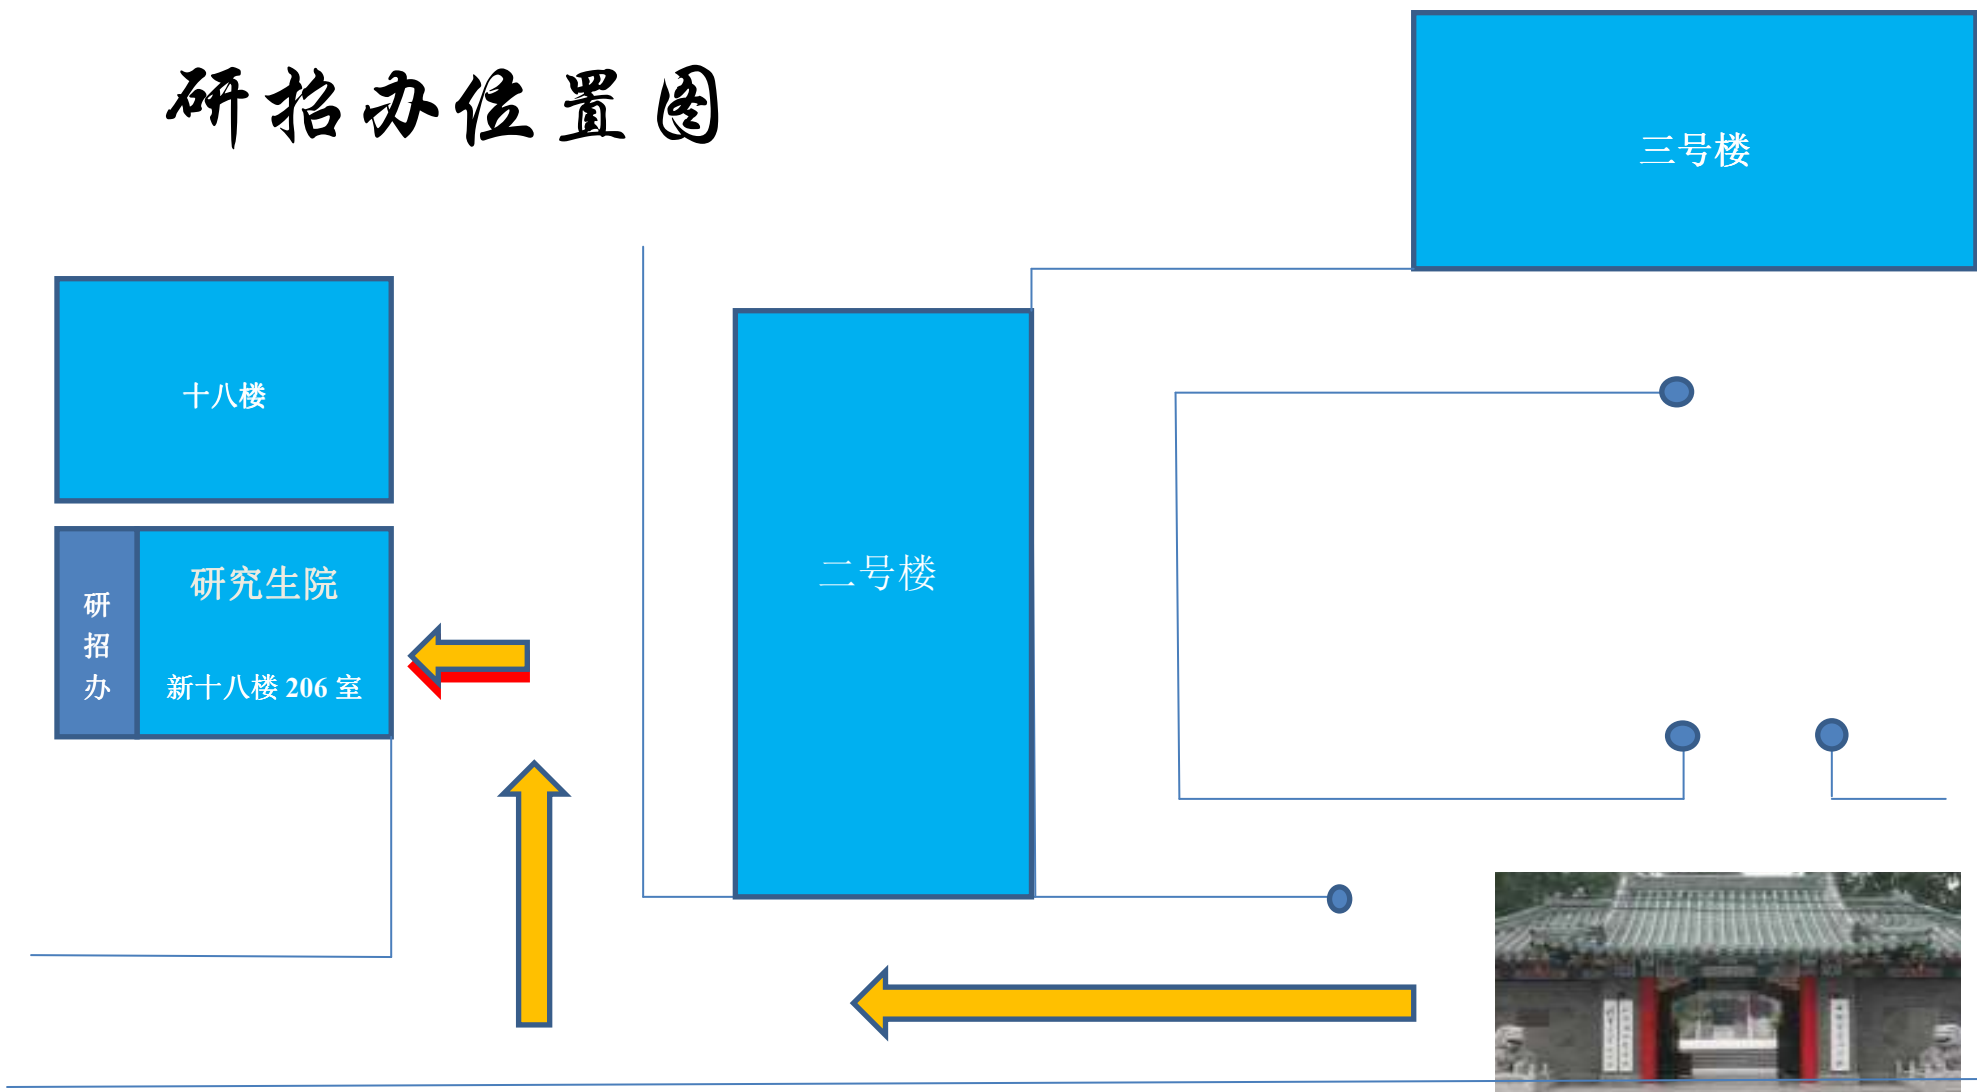 研招办位置图
三号楼
十八楼
二号楼
研究生院
研招办
新十八楼 206 室